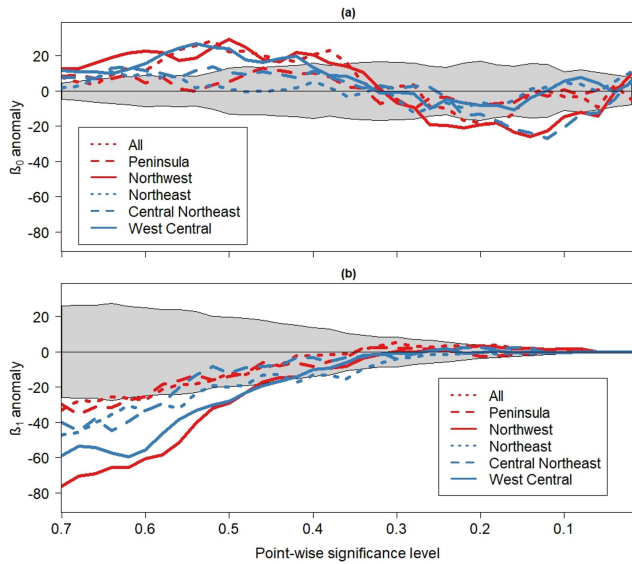 (a)
20
0
-20
-40
-60
-80
ß₀ anomaly
All
Peninsula
Northwest
Northeast
Central Northeast
West Central
(b)
20
0
-20
-40
-60
-80
ß₁ anomaly
All
Peninsula
Northwest
Northeast
Central Northeast
West Central
0.7 0.6 0.5 0.4 0.3 0.2 0.1
Point-wise significance level